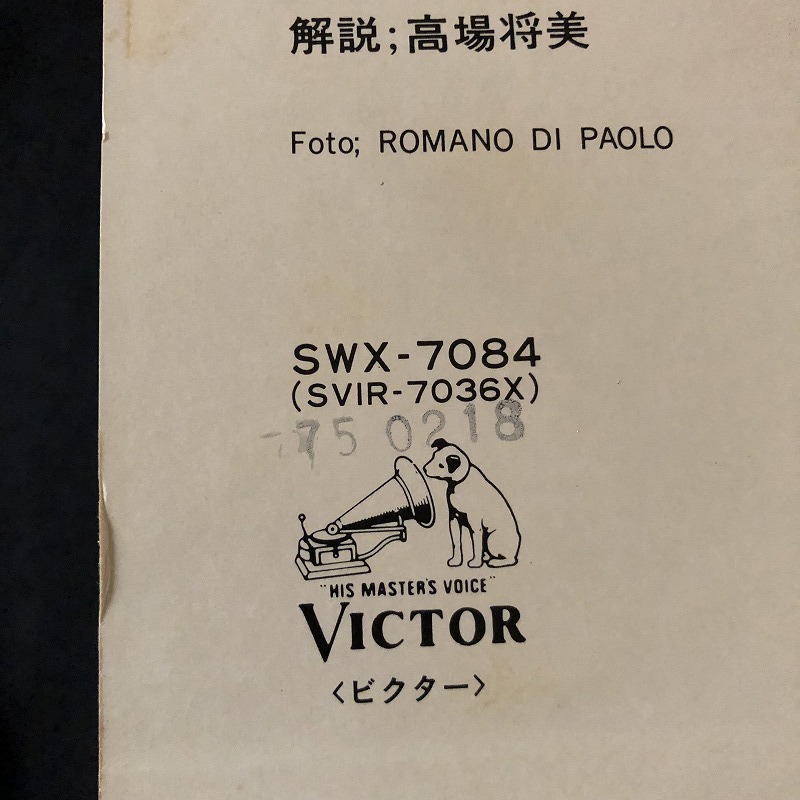 解説;高場将美
Foto; ROMANO DI PAOLO
SWX-7084
(SVIR-7036X)
-75 0218
"HIS MASTER'S VOICE"
VICTOR
〈ビクター〉